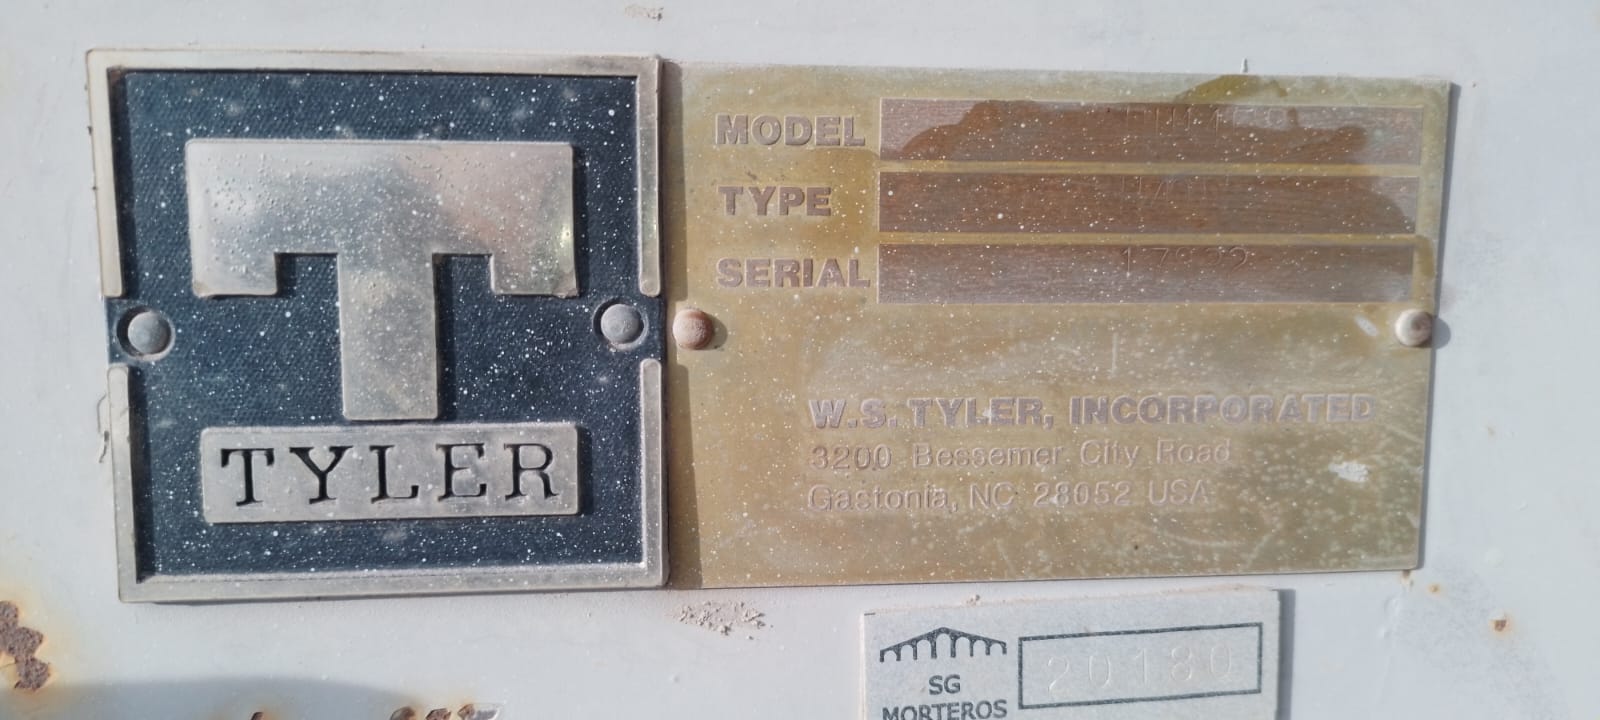 TYLER
MODEL
TYPE
SERIAL
W.S. TYLER, INCORPORATED
3200 Bessemer City Road
Gastonia, NC 28052 USA
SG
MORTEROS
20180